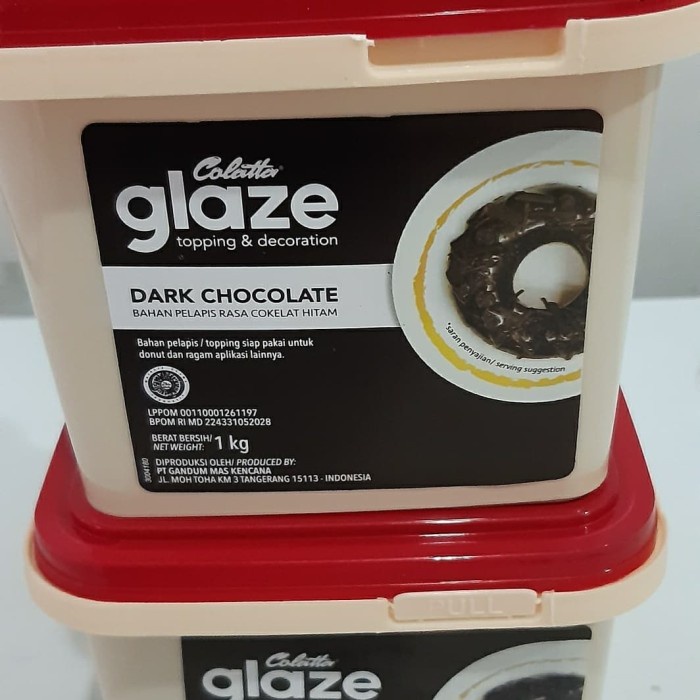 Colatta®
glaze
topping & decoration
DARK CHOCOLATE
BAHAN PELAPIS RASA COKELAT HITAM
Bahan pelapis / topping siap pakai untuk
donut dan ragam aplikasi lainnya.
*saran penyajian/ serving suggestion
LPPOM 00110001261197
BPOM RI MD 224331052028
BERAT BERSIH/
NET WEIGHT: 1 kg
DIPRODUKSI OLEH/ PRODUCED BY:
PT GANDUM MAS KENCANA
JL. MOH TOHA KM 3 TANGERANG 15113 - INDONESIA
3004180
PULL
Colatta
glaze